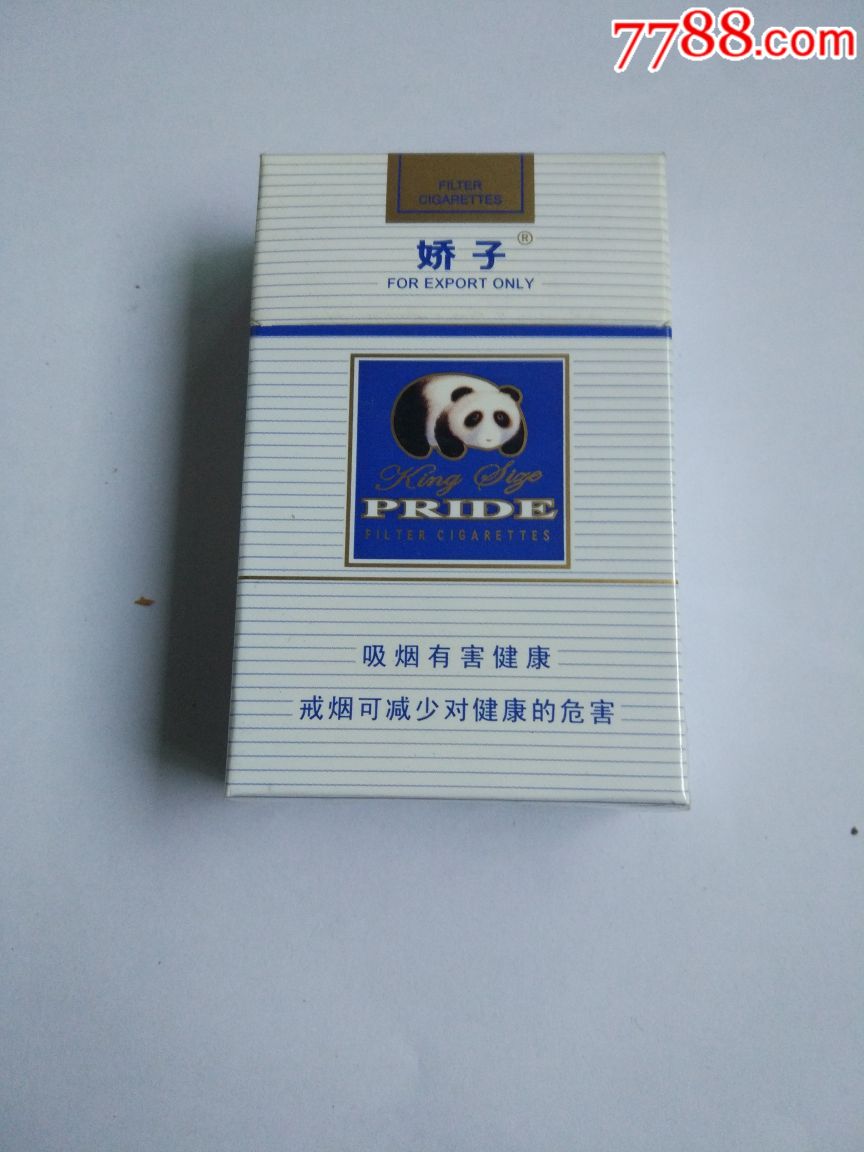 7788.com
FILTER
CIGARETTES
娇子®
FOR EXPORT ONLY
King Size
PRIDE
FILTER CIGARETTES
吸烟有害健康
戒烟可减少对健康的危害